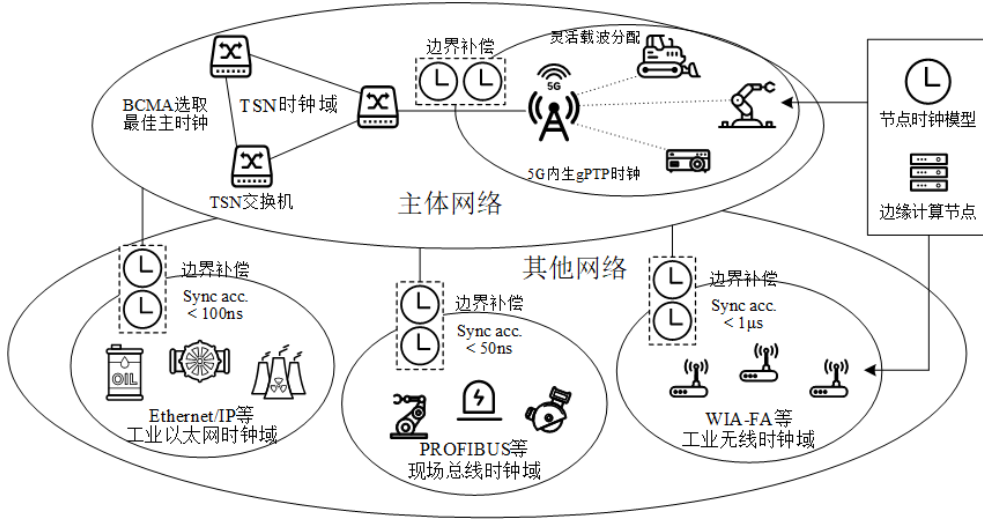 边界补偿
灵活载波分配
5G
BCMA选取
最佳主时钟
TSN时钟域
TSN交换机
5G内生gPTP时钟
主体网络
节点时钟模型
边缘计算节点
其他网络
边界补偿
Sync acc.
< 100ns
OIL
Ethernet/IP等
工业以太网时钟域
边界补偿
Sync acc.
< 50ns
PROFIBUS等
现场总线时钟域
边界补偿
Sync acc.
< 1μs
WIA-FA等
工业无线时钟域